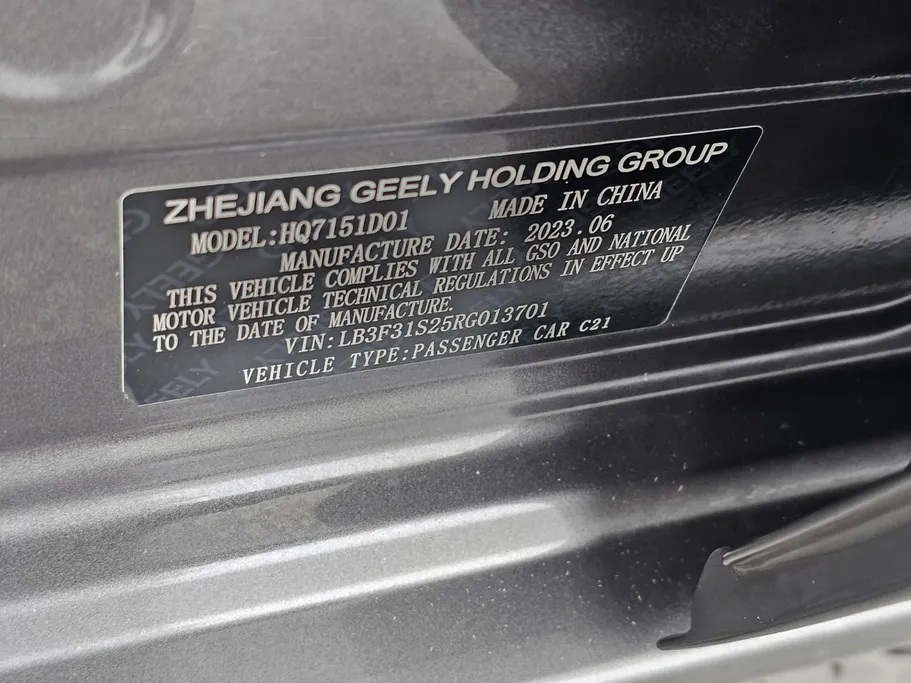 ZHEJIANG GEELY HOLDING GROUP
MODEL:HQ7151D01 MADE IN CHINA
MANUFACTURE DATE: 2023.06
THIS VEHICLE COMPLIES WITH ALL GSO AND NATIONAL
MOTOR VEHICLE TECHNICAL REGULATIONS IN EFFECT UP
TO THE DATE OF MANUFACTURE.
VIN:LB3F31S25RG013701
VEHICLE TYPE:PASSENGER CAR C21